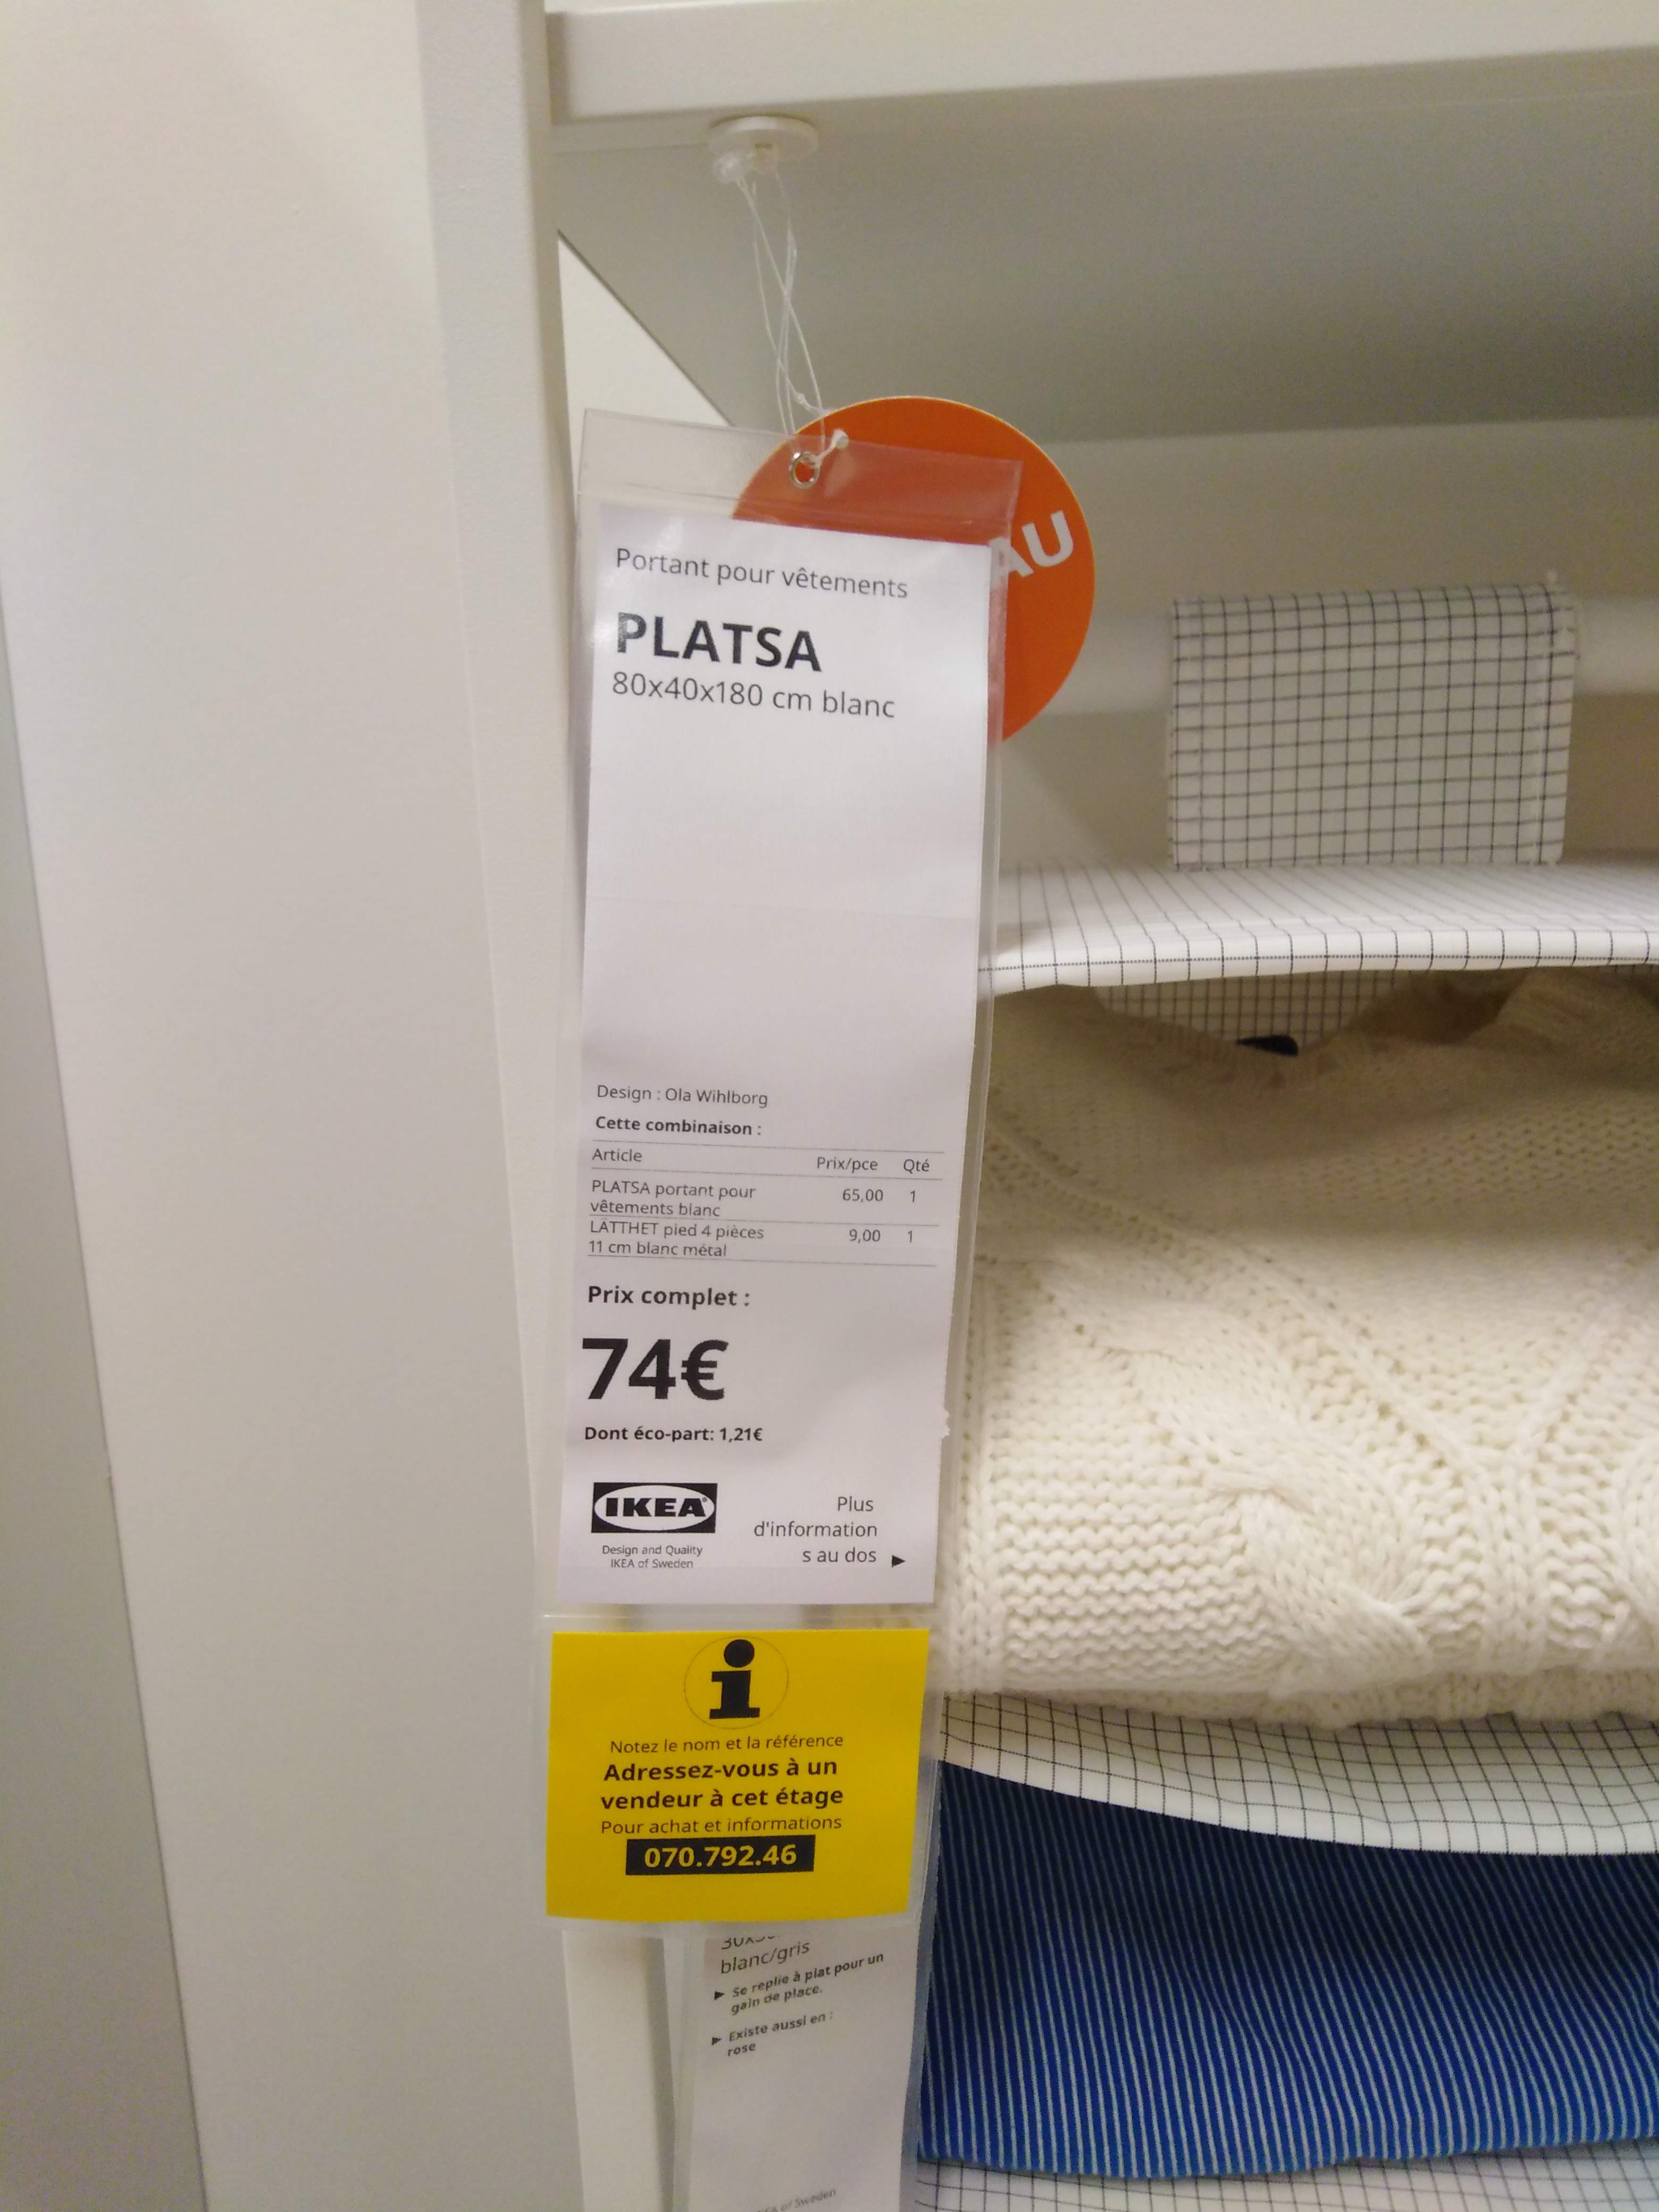 AU
Portant pour vêtements
PLATSA
80x40x180 cm blanc
Design : Ola Wihlborg
Cette combinaison :
Article Prix/pce Qté
PLATSA portant pour
vêtements blanc 65,00 1
LÄTTHET pied 4 pièces
11 cm blanc métal 9,00 1
Prix complet :
74€
Dont éco-part: 1,21€
IKEA
Design and Quality
IKEA of Sweden
Plus
d'information
s au dos ►
i
Notez le nom et la référence
Adressez-vous à un
vendeur à cet étage
Pour achat et informations
070.792.46
blanc/gris
► Se replie à plat pour un
gain de place.
► Existe aussi en :
rose
of Sweden